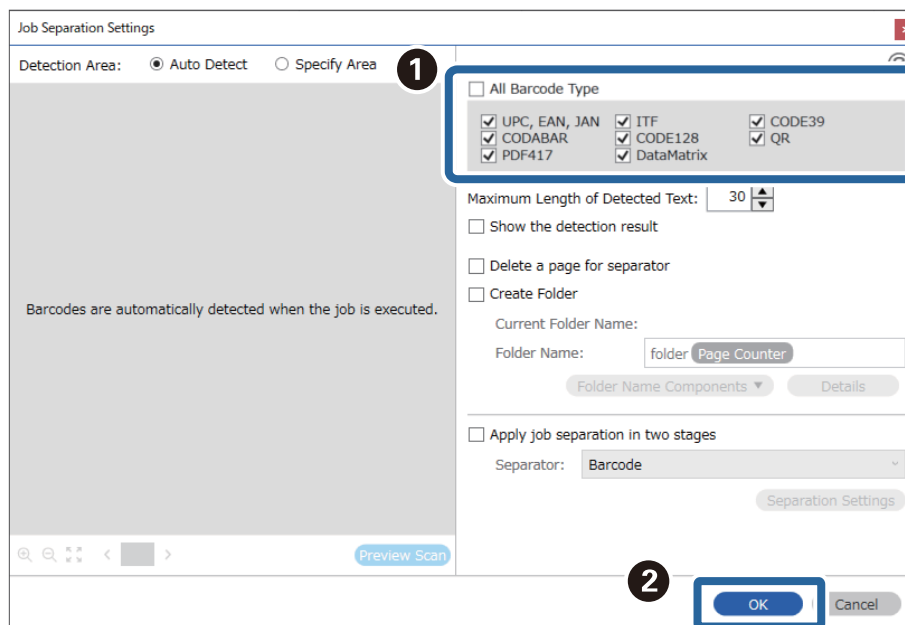 Job Separation Settings
Detection Area: Auto Detect Specify Area
1
All Barcode Type
UPC, EAN, JAN ITF CODE39
CODABAR CODE128 QR
PDF417 DataMatrix
Maximum Length of Detected Text: 30
Show the detection result
Delete a page for separator
Create Folder
Barcodes are automatically detected when the job is executed.
Current Folder Name:
Folder Name: folder Page Counter
Folder Name Components Details
Apply job separation in two stages
Separator: Barcode
Separation Settings
Preview Scan
2
OK Cancel